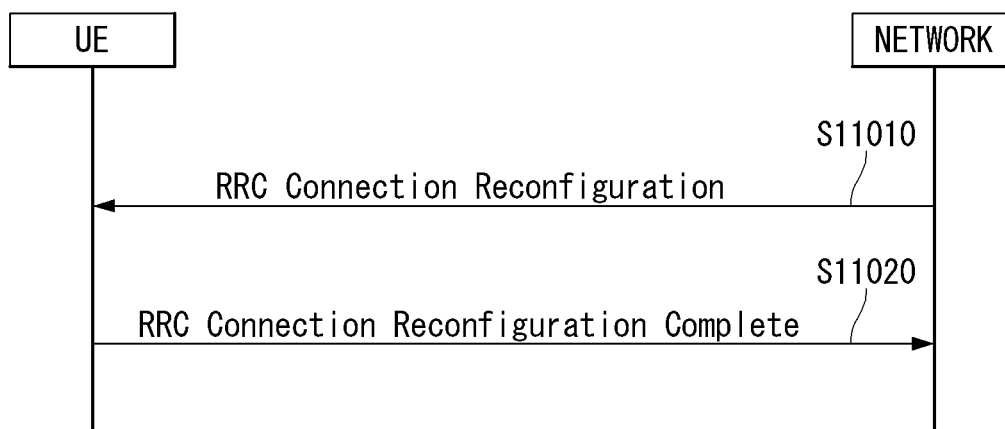 UE
NETWORK
S11010
RRC Connection Reconfiguration
S11020
RRC Connection Reconfiguration Complete